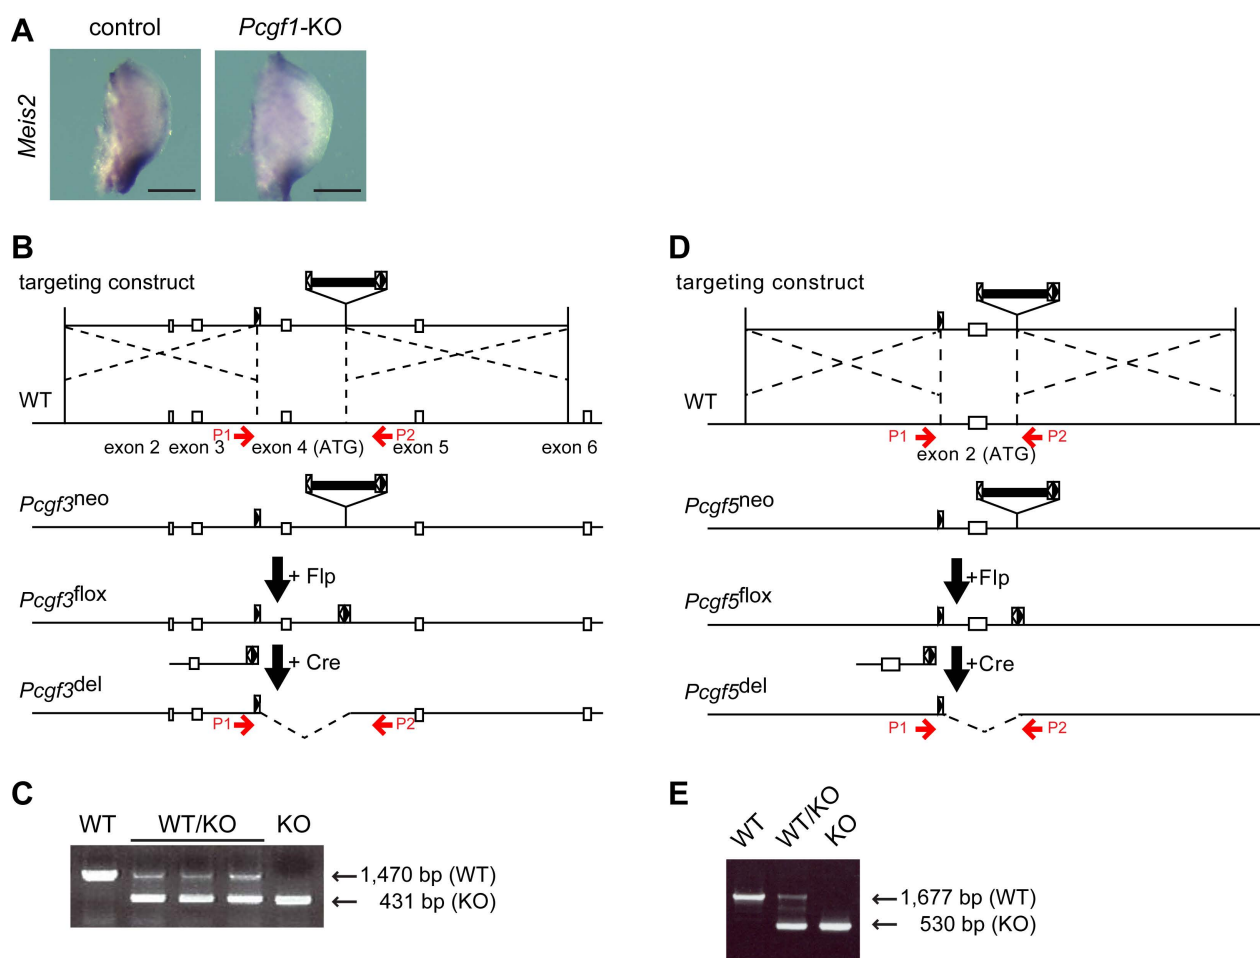 A
control
Pcgf1-KO
Meis2
B
targeting construct
WT
P1
P2
exon 2 exon 3 exon 4 (ATG) exon 5 exon 6
Pcgf3neo
+ Flp
Pcgf3flox
+ Cre
Pcgf3del
P1
P2
C
WT WT/KO KO
←1,470 bp (WT)
← 431 bp (KO)
D
targeting construct
WT
P1
P2
exon 2 (ATG)
Pcgf5neo
+Flp
Pcgf5flox
+Cre
Pcgf5del
P1
P2
E
WT WT/KO KO
←1,677 bp (WT)
← 530 bp (KO)